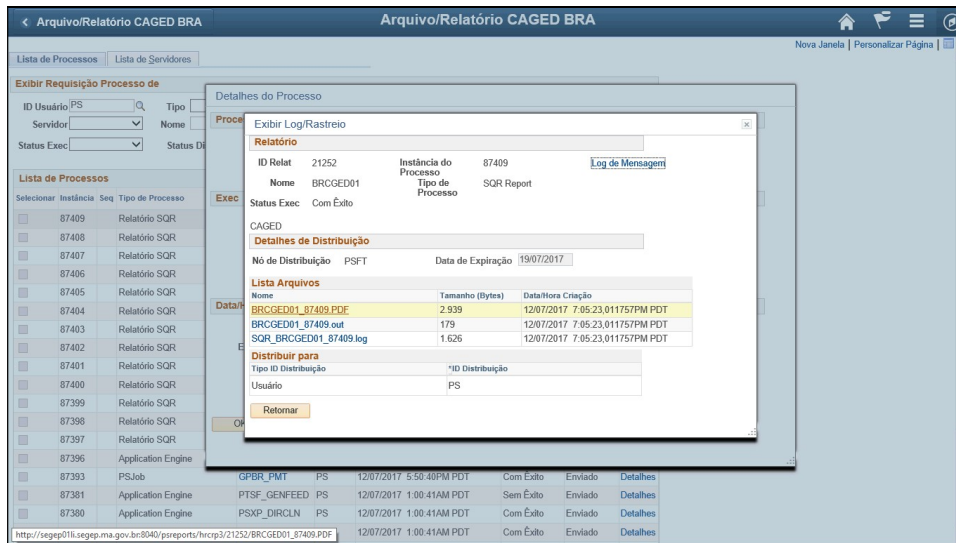 Arquivo/Relatório CAGED BRA
Arquivo/Relatório CAGED BRA
Nova Janela | Personalizar Página |
Lista de Processos
Lista de Servidores
Exibir Requisição Processo de
ID Usuário PS Tipo
Servidor Nome
Status Exec Status Di
Lista de Processos
Selecionar Instância Seq Tipo de Processo
87409 Relatório SQR
87408 Relatório SQR
87407 Relatório SQR
87406 Relatório SQR
87405 Relatório SQR
87404 Relatório SQR
87403 Relatório SQR
87402 Relatório SQR
87401 Relatório SQR
87400 Relatório SQR
87399 Relatório SQR
87398 Relatório SQR
87397 Relatório SQR
87396 Application Engine
87393 PSJob GPBR_PMT PS 12/07/2017 5:50:40PM PDT Com Êxito Enviado Detalhes
87381 Application Engine PTSF_GENFEED PS 12/07/2017 1:00:41AM PDT Sem Êxito Enviado Detalhes
87380 Application Engine PSXP_DIRCLN PS 12/07/2017 1:00:41AM PDT Com Êxito Enviado Detalhes
12/07/2017 1:00:41AM PDT Com Êxito Enviado Detalhes
http://segep01li.segep.ma.gov.br:8040/psreports/hrcrp3/21252/BRCGED01_87409.PDF
Detalhes do Processo
Proce
Exec
Data/H
E
OK
Exibir Log/Rastreio
Relatório
ID Relat 21252 Instância do Processo 87409 Log de Mensagem
Nome BRCGED01 Tipo de Processo SQR Report
Status Exec Com Êxito
CAGED
Detalhes de Distribuição
Nó de Distribuição PSFT Data de Expiração 19/07/2017
Lista Arquivos
Nome Tamanho (Bytes) Data/Hora Criação
BRCGED01_87409.PDF 2.939 12/07/2017 7:05:23,011757PM PDT
BRCGED01_87409.out 179 12/07/2017 7:05:23,011757PM PDT
SQR_BRCGED01_87409.log 1.626 12/07/2017 7:05:23,011757PM PDT
Distribuir para
Tipo ID Distribuição *ID Distribuição
Usuário PS
Retornar